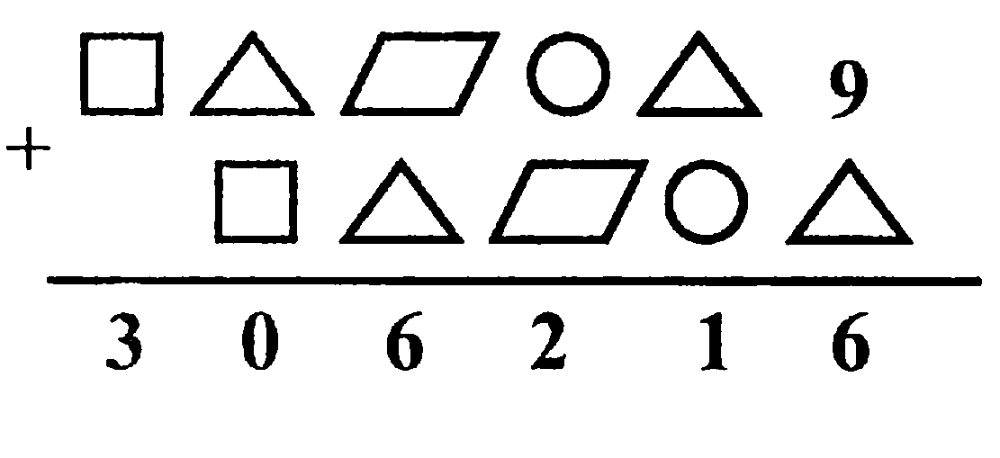 □ △ ▱ ○ △ 9
+ □ △ ▱ ○ △
3 0 6 2 1 6